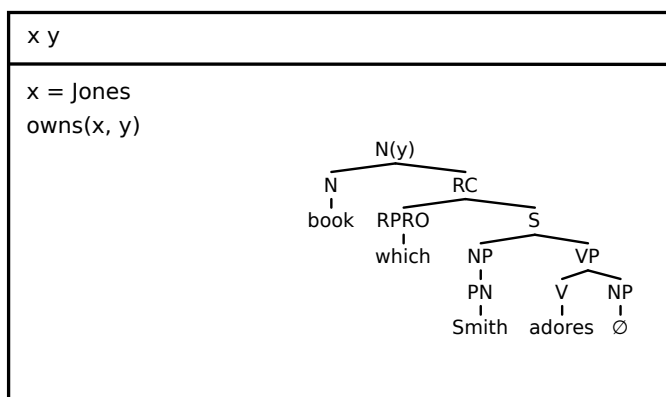 x y
x = Jones
owns(x, y)
N(y)
N RC
book RPRO S
which NP VP
PN V NP
Smith adores ∅